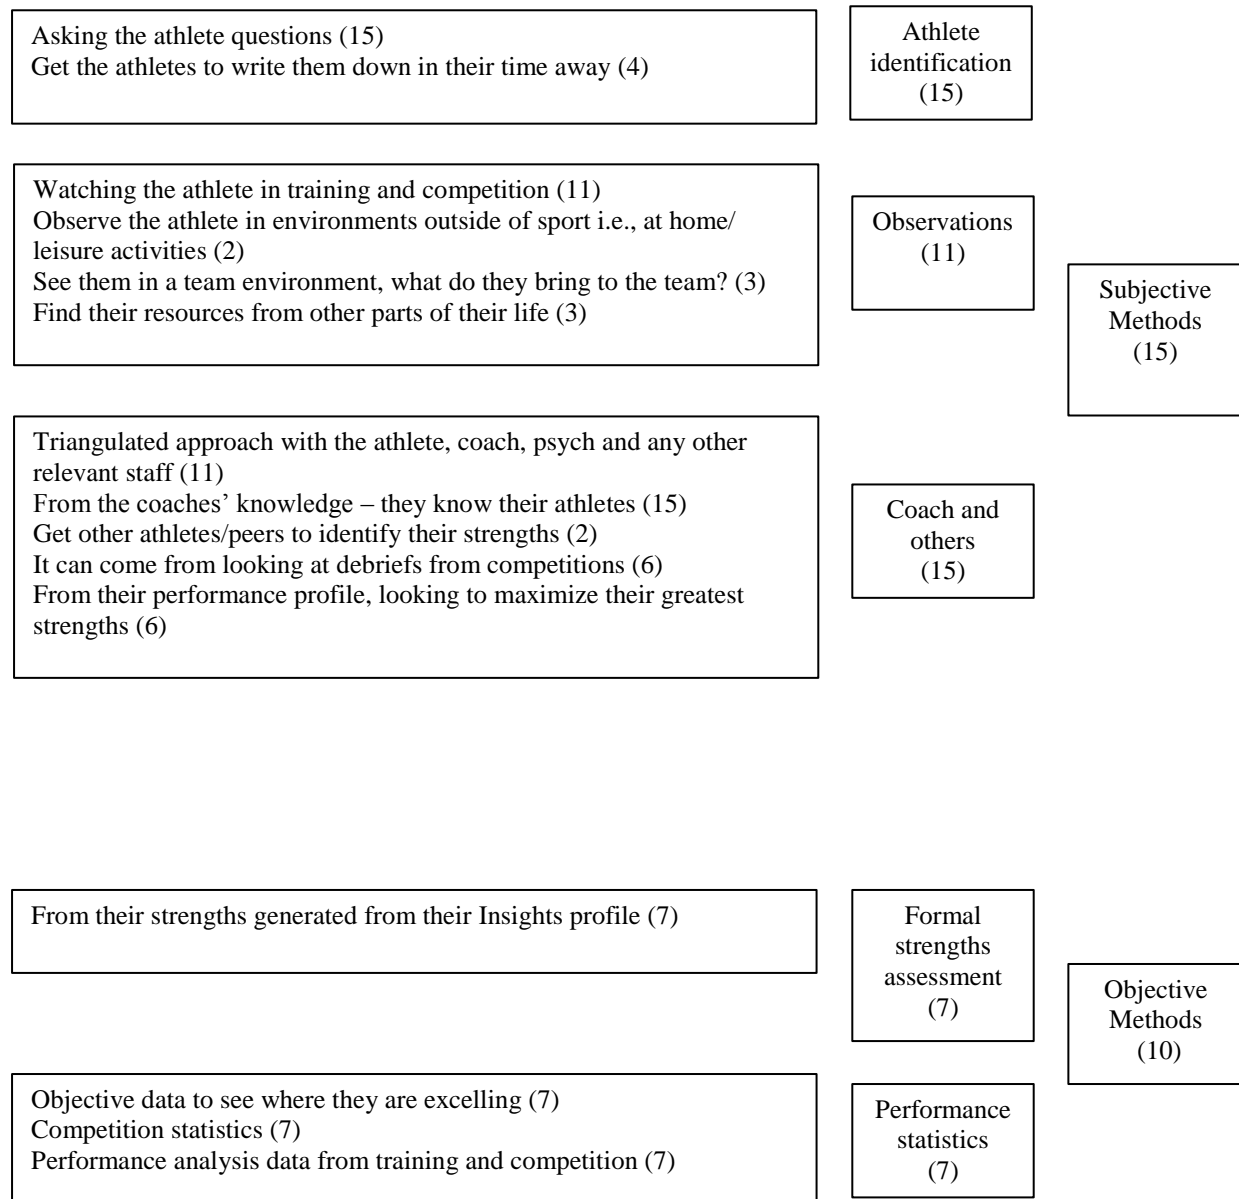 Asking the athlete questions (15)
Get the athletes to write them down in their time away (4)
Athlete
identification
(15)
Watching the athlete in training and competition (11)
Observe the athlete in environments outside of sport i.e., at home/
leisure activities (2)
See them in a team environment, what do they bring to the team? (3)
Find their resources from other parts of their life (3)
Observations
(11)
Subjective
Methods
(15)
Triangulated approach with the athlete, coach, psych and any other
relevant staff (11)
From the coaches’ knowledge – they know their athletes (15)
Get other athletes/peers to identify their strengths (2)
It can come from looking at debriefs from competitions (6)
From their performance profile, looking to maximize their greatest
strengths (6)
Coach and
others
(15)
From their strengths generated from their Insights profile (7)
Formal
strengths
assessment
(7)
Objective
Methods
(10)
Objective data to see where they are excelling (7)
Competition statistics (7)
Performance analysis data from training and competition (7)
Performance
statistics
(7)